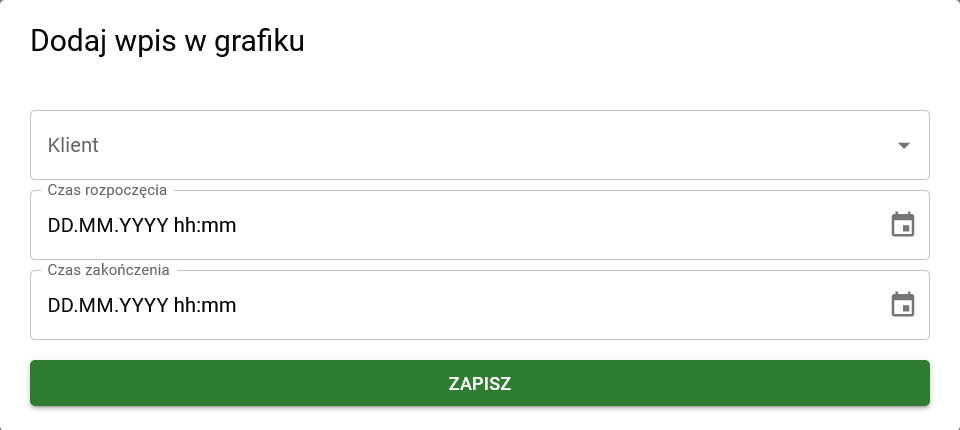 Dodaj wpis w grafiku
Klient
Czas rozpoczęcia
DD.MM.YYYY hh:mm
Czas zakończenia
DD.MM.YYYY hh:mm
ZAPISZ